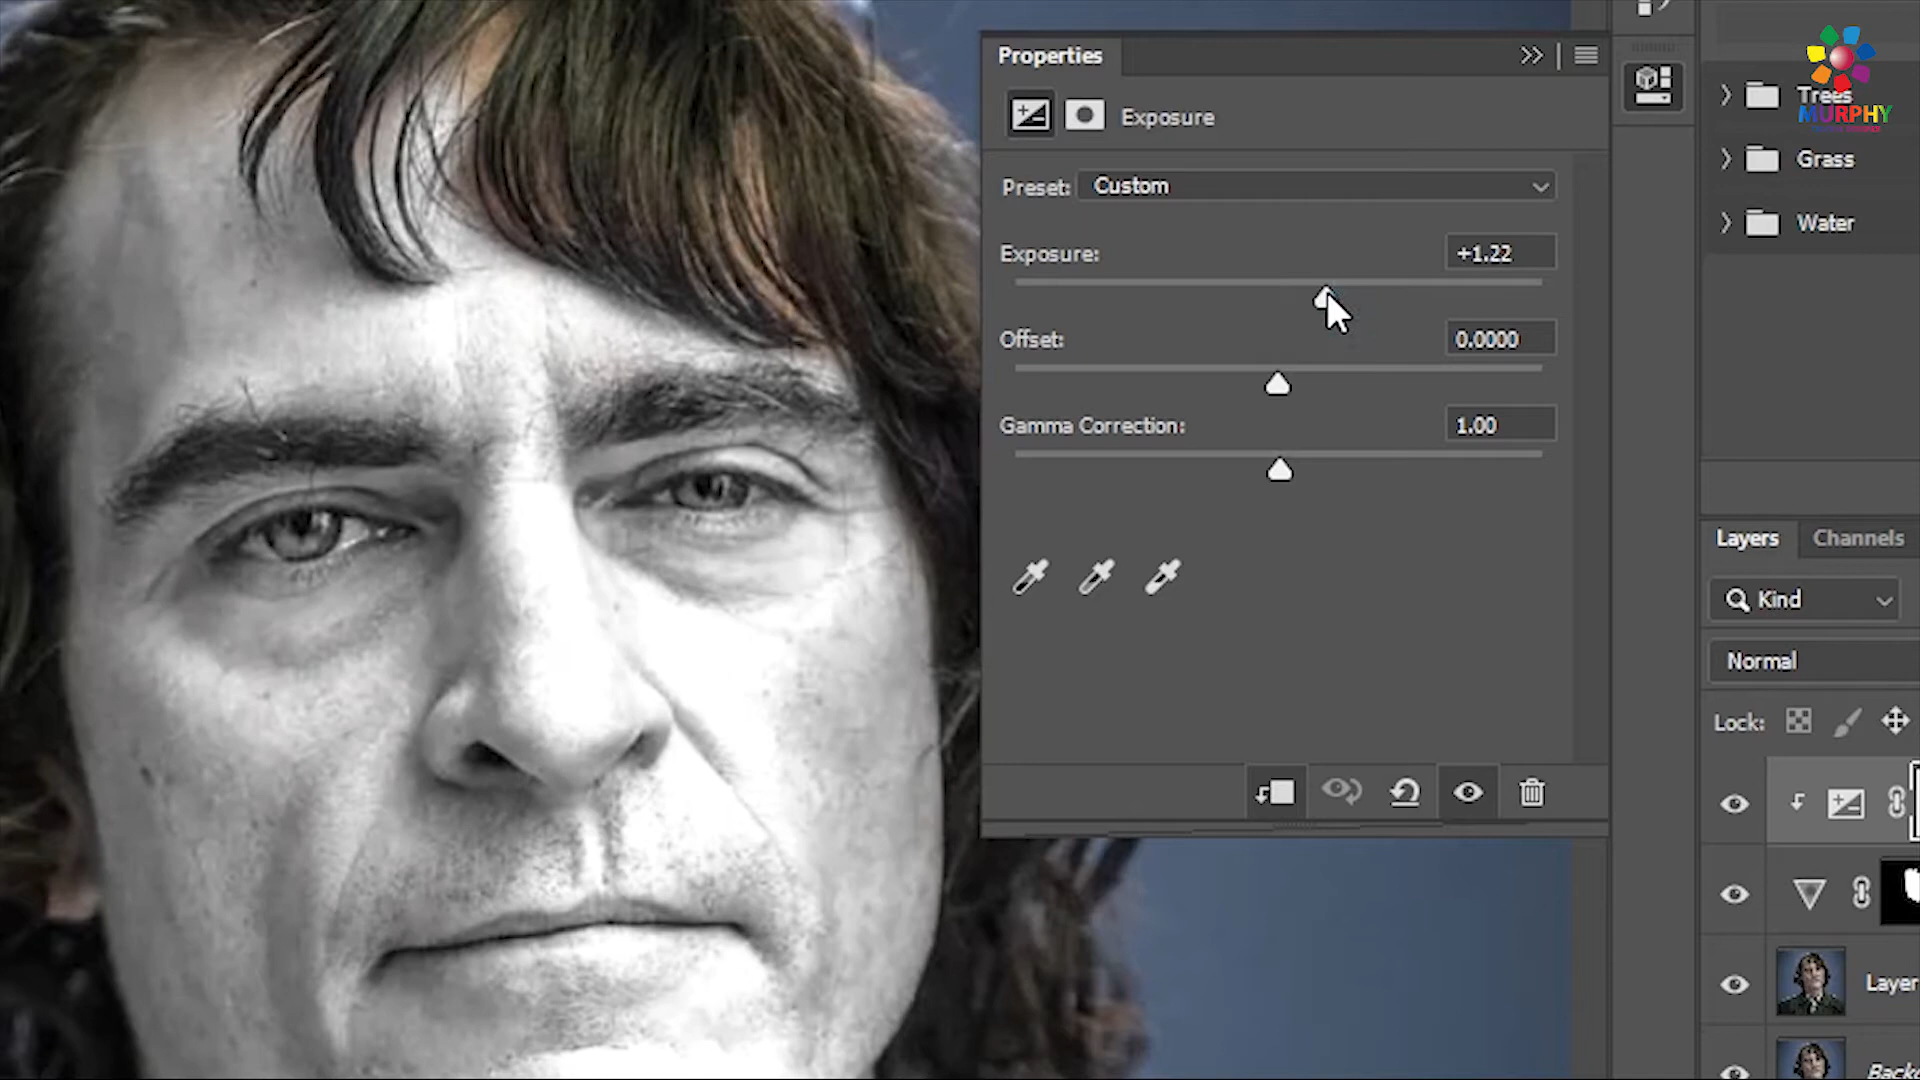 Properties
Exposure
Preset: Custom
Exposure: +1.22
Offset: 0.0000
Gamma Correction: 1.00
Trees
MURPHY
Grass
Water
Layers Channels
Kind
Normal
Lock:
Layer
Backg